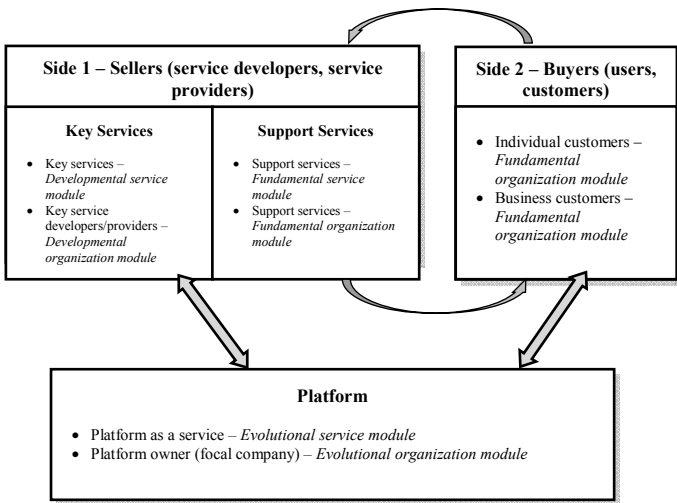 Side 1 – Sellers (service developers, service
providers)
Key Services
• Key services –
Developmental service
module
• Key service
developers/providers –
Developmental
organization module
Support Services
• Support services –
Fundamental service
module
• Support services –
Fundamental organization
module
Side 2 – Buyers (users,
customers)
• Individual customers –
Fundamental
organization module
• Business customers –
Fundamental
organization module
Platform
• Platform as a service – Evolutional service module
• Platform owner (focal company) – Evolutional organization module